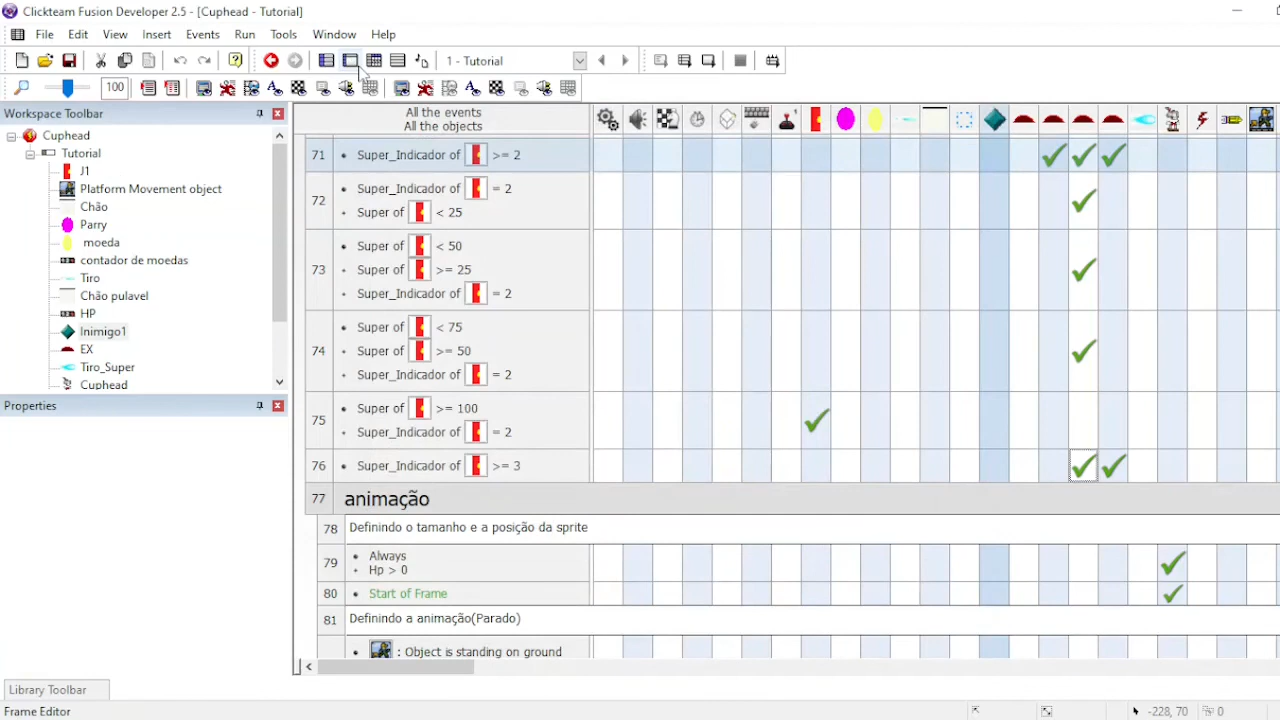 Clickteam Fusion Developer 2.5 - [Cuphead - Tutorial]
File Edit View Insert Events Run Tools Window Help
1 - Tutorial
100
Workspace Toolbar
Cuphead
Tutorial
J1
Platform Movement object
Chão
Parry
moeda
contador de moedas
Tiro
Chão pulavel
HP
Inimigo1
EX
Tiro_Super
Cuphead
Properties
Library Toolbar
Frame Editor
All the events
All the objects
71 Super_Indicador of >= 2
72 Super_Indicador of = 2
Super of < 25
73 Super of < 50
Super of >= 25
Super_Indicador of = 2
74 Super of < 75
Super of >= 50
Super_Indicador of = 2
75 Super of >= 100
Super_Indicador of = 2
76 Super_Indicador of >= 3
77 animação
78 Definindo o tamanho e a posição da sprite
79 Always
Hp > 0
80 Start of Frame
81 Definindo a animação(Parado)
: Object is standing on ground
-228, 70
0